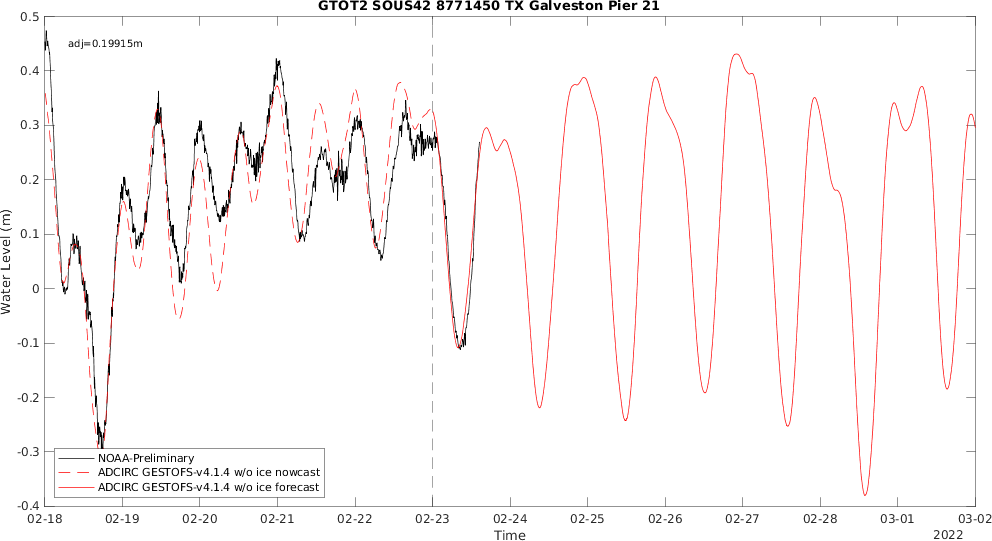 GTOT2 SOUS42 8771450 TX Galveston Pier 21
adj=0.19915m
0.5
0.4
0.3
0.2
0.1
0
-0.1
-0.2
-0.3
-0.4
Water Level (m)
NOAA-Preliminary
ADCIRC GESTOFS-v4.1.4 w/o ice nowcast
ADCIRC GESTOFS-v4.1.4 w/o ice forecast
02-18 02-19 02-20 02-21 02-22 02-23 02-24 02-25 02-26 02-27 02-28 03-01 03-02
Time
2022